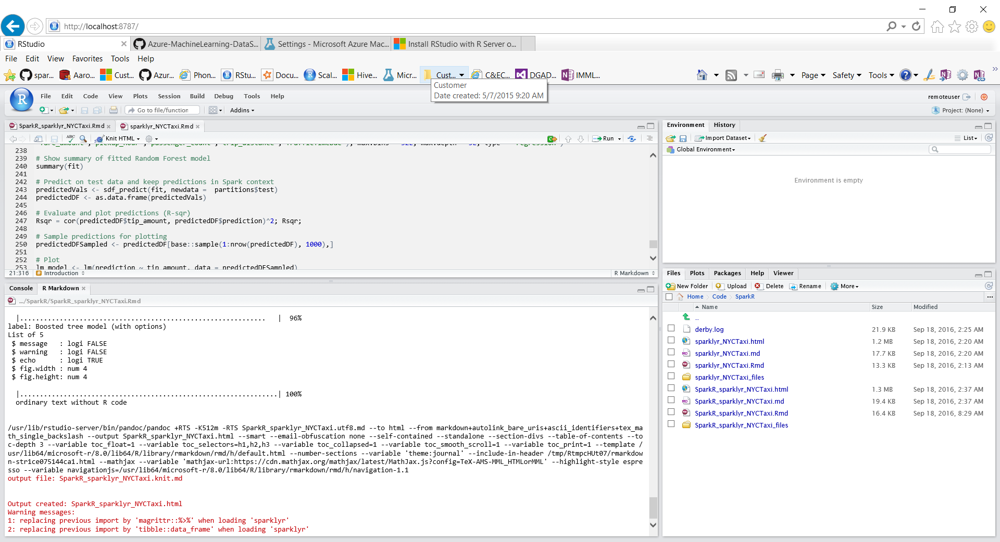 http://localhost:8787/
RStudio
Azure-MachineLearning-DataS...
Settings - Microsoft Azure Mac...
Install RStudio with R Server o...
File Edit View Favorites Tools Help
spar... Aaro... Cust... Azur... Phon... RStu... Docu... Scal... Hive... Micr... Cust... C&EC... DGAD... IMML... Page Safety Tools
Customer
Date created: 5/7/2015 9:20 AM
File Edit Code View Plots Session Build Debug Tools Help
remoteuser
Go to file/function Addins
Project: (None)
SparkR_sparklyr_NYCTaxi.Rmd sparklyr_NYCTaxi.Rmd
ABC Knit HTML Run
238
239 # Show summary of fitted Random Forest model
240 summary(fit)
241
242 # Predict on test data and keep predictions in Spark context
243 predictedVals <- sdf_predict(fit, newdata =  partitions$test)
244 predictedDF <- as.data.frame(predictedVals)
245
246 # Evaluate and plot predictions (R-sqr)
247 Rsqr = cor(predictedDF$tip_amount, predictedDF$prediction)^2; Rsqr;
248
249 # Sample predictions for plotting
250 predictedDFSampled <- predictedDF[base::sample(1:nrow(predictedDF), 1000),]
251
252 # Plot
253 lm_model <- lm(prediction ~ tip_amount, data = predictedDFSampled)
21:316 # Introduction R Markdown
Console R Markdown
.../SparkR/SparkR_sparklyr_NYCTaxi.Rmd
|.............................................................. | 96%
label: Boosted tree model (with options)
List of 5
$ message : logi FALSE
$ warning : logi FALSE
$ echo : logi TRUE
$ fig.width : num 4
$ fig.height: num 4
|.................................................................| 100%
ordinary text without R code
/usr/lib/rstudio-server/bin/pandoc/pandoc +RTS -K512m -RTS SparkR_sparklyr_NYCTaxi.utf8.md --to html --from markdown+autolink_bare_uris+ascii_identifiers+tex_ma
th_single_backslash --output SparkR_sparklyr_NYCTaxi.html --smart --email-obfuscation none --self-contained --standalone --section-divs --table-of-contents --to
c-depth 3 --variable toc_float=1 --variable toc_selectors=h1,h2,h3 --variable toc_collapsed=1 --variable toc_smooth_scroll=1 --variable toc_print=1 --template /
usr/lib64/microsoft-r/8.0/lib64/R/library/rmarkdown/rmd/h/default.html --number-sections --variable 'theme:journal' --include-in-header /tmp/RtmpcHUt07/rmarkdow
n-str1ce075144ca1.html --mathjax --variable 'mathjax-url:https://cdn.mathjax.org/mathjax/latest/MathJax.js?config=TeX-AMS-MML_HTMLorMML' --highlight-style espre
sso --variable navigationjs=/usr/lib64/microsoft-r/8.0/lib64/R/library/rmarkdown/rmd/h/navigation-1.1
output file: SparkR_sparklyr_NYCTaxi.knit.md
Output created: SparkR_sparklyr_NYCTaxi.html
Warning messages:
1: replacing previous import by 'magrittr::%>%' when loading 'sparklyr'
2: replacing previous import by 'tibble::data_frame' when loading 'sparklyr'
Environment History
Import Dataset List
Global Environment
Environment is empty
Files Plots Packages Help Viewer
New Folder Upload Delete Rename More
Home Code SparkR ...
Name Size Modified
..
derby.log 21.9 KB Sep 18, 2016, 2:25 AM
sparklyr_NYCTaxi.html 1.2 MB Sep 18, 2016, 2:20 AM
sparklyr_NYCTaxi.md 17.7 KB Sep 18, 2016, 2:20 AM
sparklyr_NYCTaxi.Rmd 13.3 KB Sep 18, 2016, 2:13 AM
sparklyr_NYCTaxi_files
SparkR_sparklyr_NYCTaxi.html 1.3 MB Sep 18, 2016, 2:37 AM
SparkR_sparklyr_NYCTaxi.md 19.4 KB Sep 18, 2016, 2:37 AM
SparkR_sparklyr_NYCTaxi.Rmd 16.4 KB Sep 18, 2016, 8:29 AM
SparkR_sparklyr_NYCTaxi_files